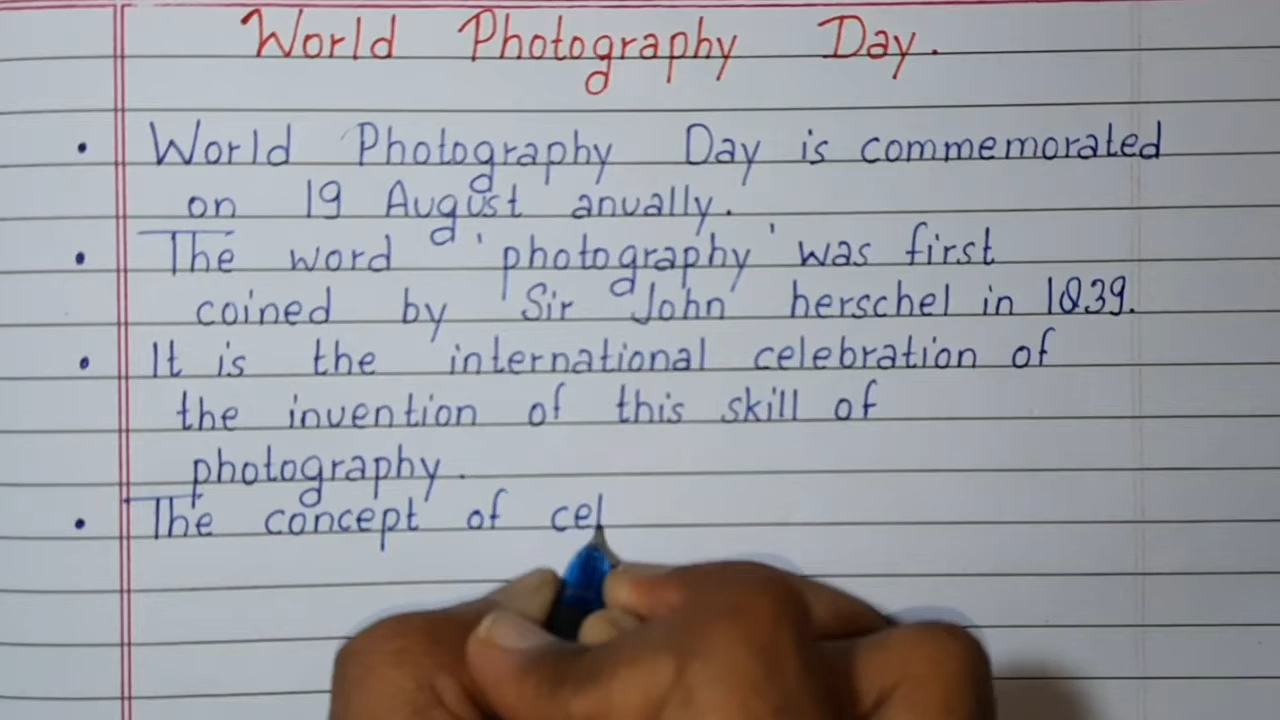 World Photography Day.
• World Photography Day is commemorated
on 19 August anually.
• The word 'photography' was first
coined by Sir John herschel in 1839.
• It is the international celebration of
the invention of this skill of
photography.
• The concept of cel